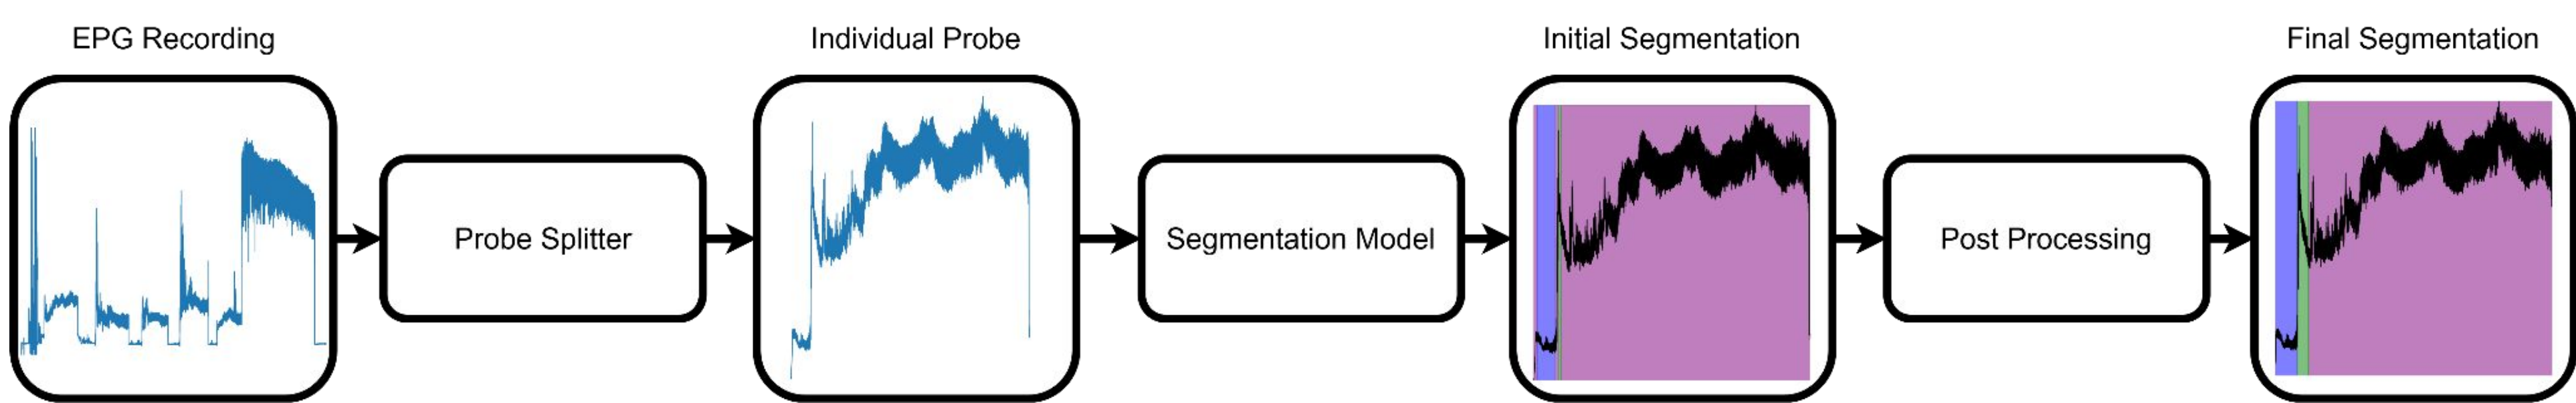 EPG Recording
Individual Probe
Initial Segmentation
Final Segmentation
Probe Splitter
Segmentation Model
Post Processing